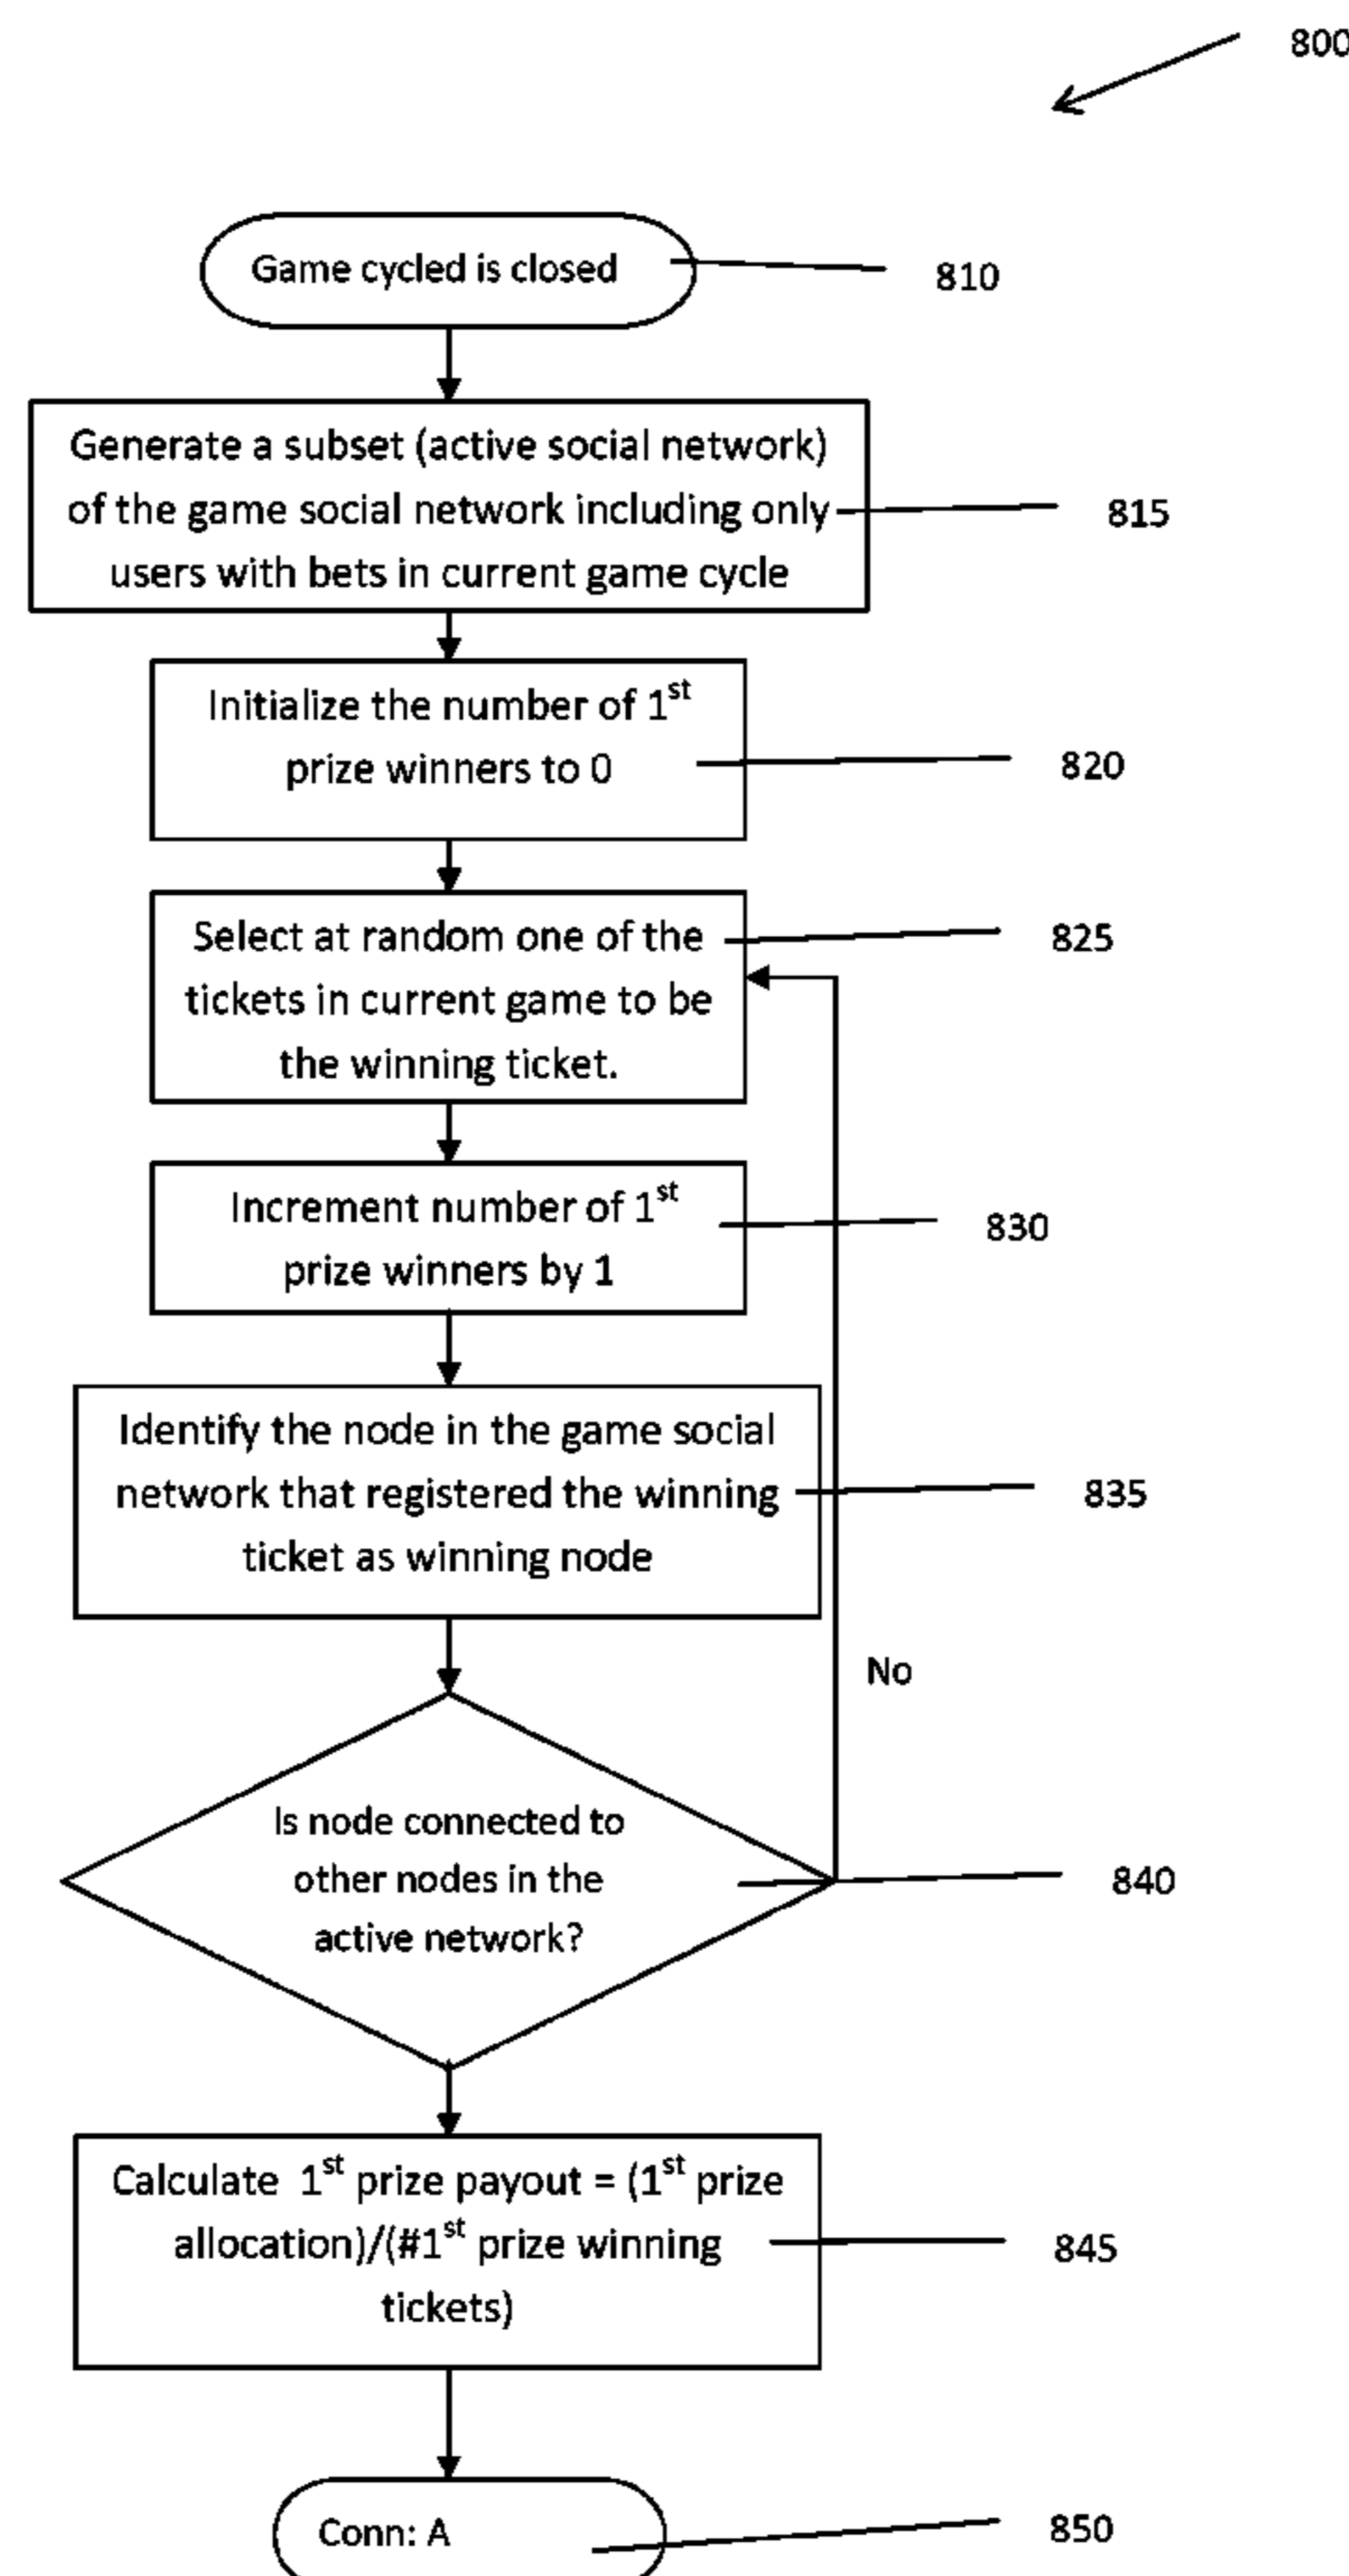 800
Game cycled is closed
810
Generate a subset (active social network)
of the game social network including only
users with bets in current game cycle
815
Initialize the number of 1st
prize winners to 0
820
Select at random one of the
tickets in current game to be
the winning ticket.
825
Increment number of 1st
prize winners by 1
830
Identify the node in the game social
network that registered the winning
ticket as winning node
835
No
Is node connected to
other nodes in the
active network?
840
Calculate 1st prize payout = (1st prize
allocation)/(#1st prize winning
tickets)
845
Conn: A
850